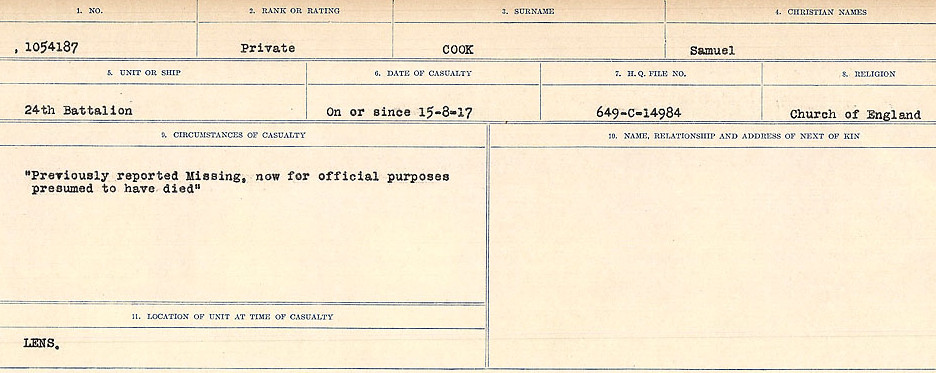 1. NO.
2. RANK OR RATING
3. SURNAME
4. CHRISTIAN NAMES
, 1054187
Private
COOK
Samuel
5. UNIT OR SHIP
6. DATE OF CASUALTY
7. H.Q. FILE NO.
8. RELIGION
24th Battalion
On or since 15-8-17
649-C-14984
Church of England
9. CIRCUMSTANCES OF CASUALTY
10. NAME, RELATIONSHIP AND ADDRESS OF NEXT OF KIN
"Previously reported Missing, now for official purposes
presumed to have died"
11. LOCATION OF UNIT AT TIME OF CASUALTY
LENS.